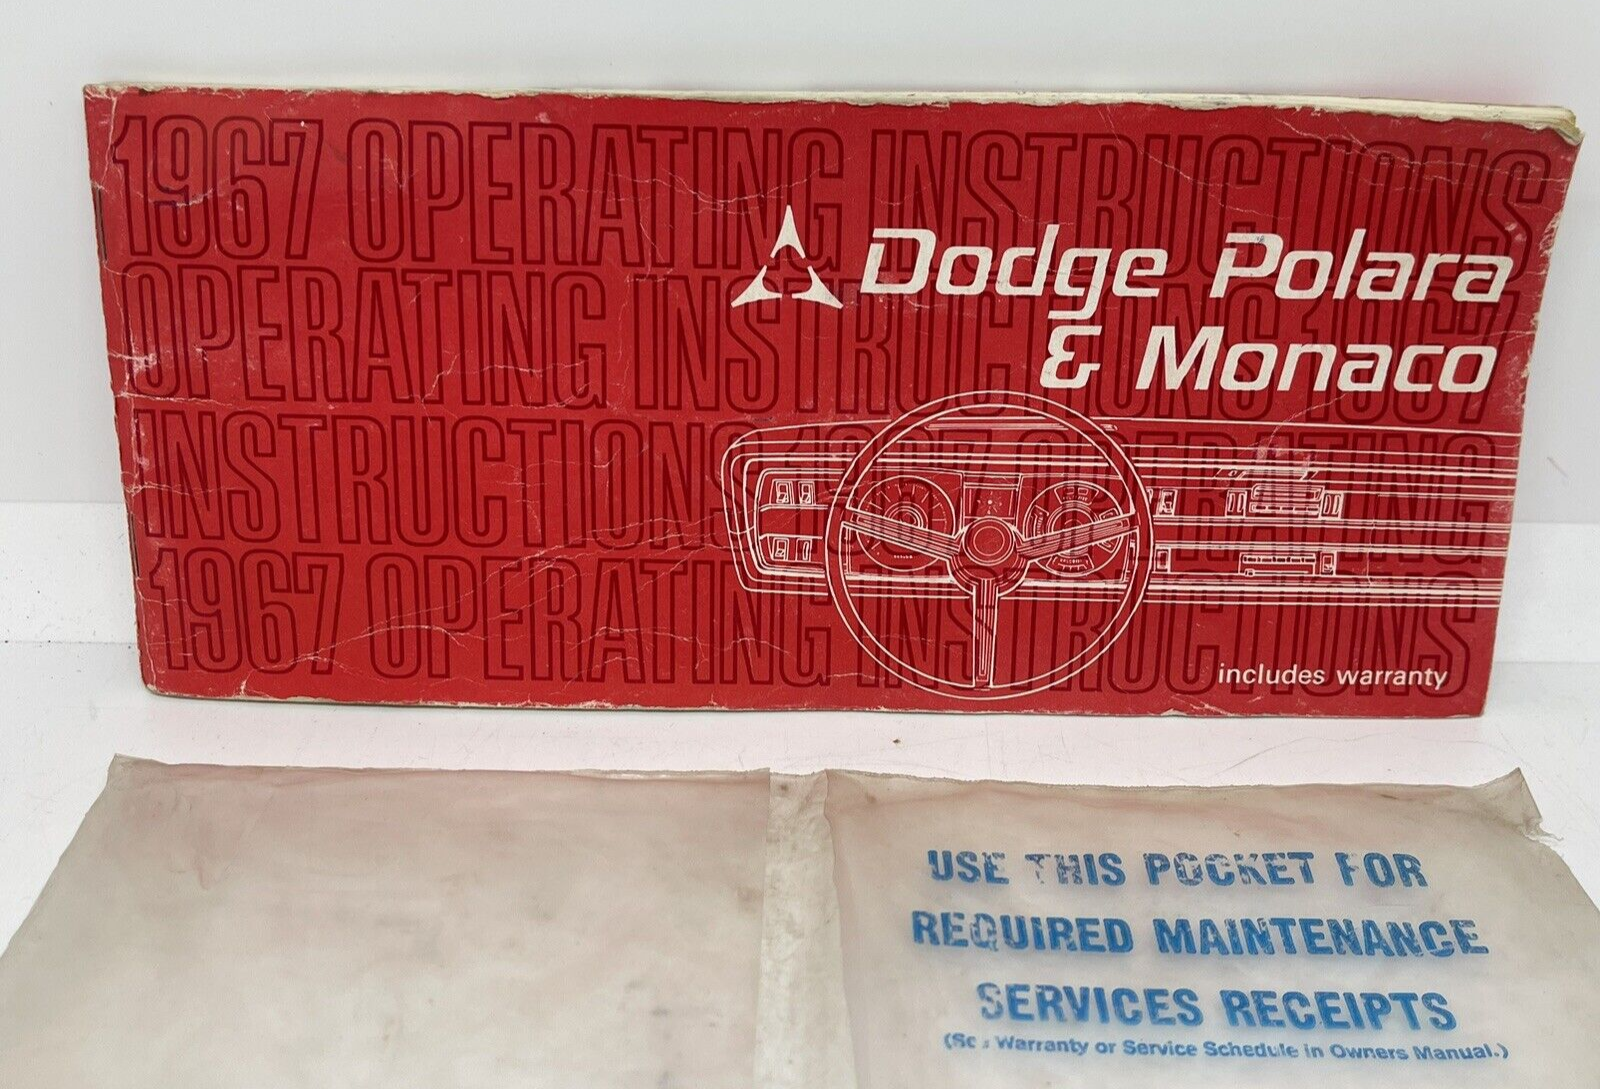 1967 OPERATING INSTRUCTIONS
OPERATING INSTRUCTIONS 1967
INSTRUCTIONS 1967 OPERATING
1967 OPERATING INSTRUCTIONS
Dodge Polara
& Monaco
includes warranty
USE THIS POCKET FOR
REQUIRED MAINTENANCE
SERVICES RECEIPTS
(See Warranty or Service Schedule in Owners Manual.)